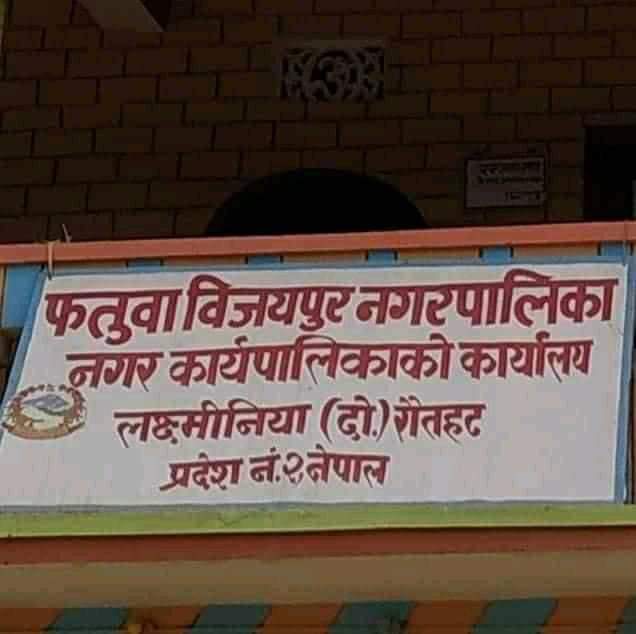 फतुवा विजयपुर नगरपालिका
नगर कार्यपालिकाको कार्यालय
लक्ष्मीनिया (दो.) रौतहट
प्रदेश नं.२ नेपाल